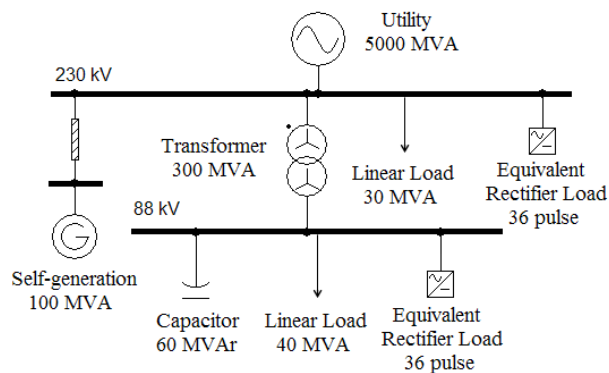 Utility
5000 MVA
230 kV
Transformer
300 MVA
Linear Load
30 MVA
Equivalent
Rectifier Load
36 pulse
88 kV
G
Self-generation
100 MVA
Capacitor
60 MVAr
Linear Load
40 MVA
Equivalent
Rectifier Load
36 pulse